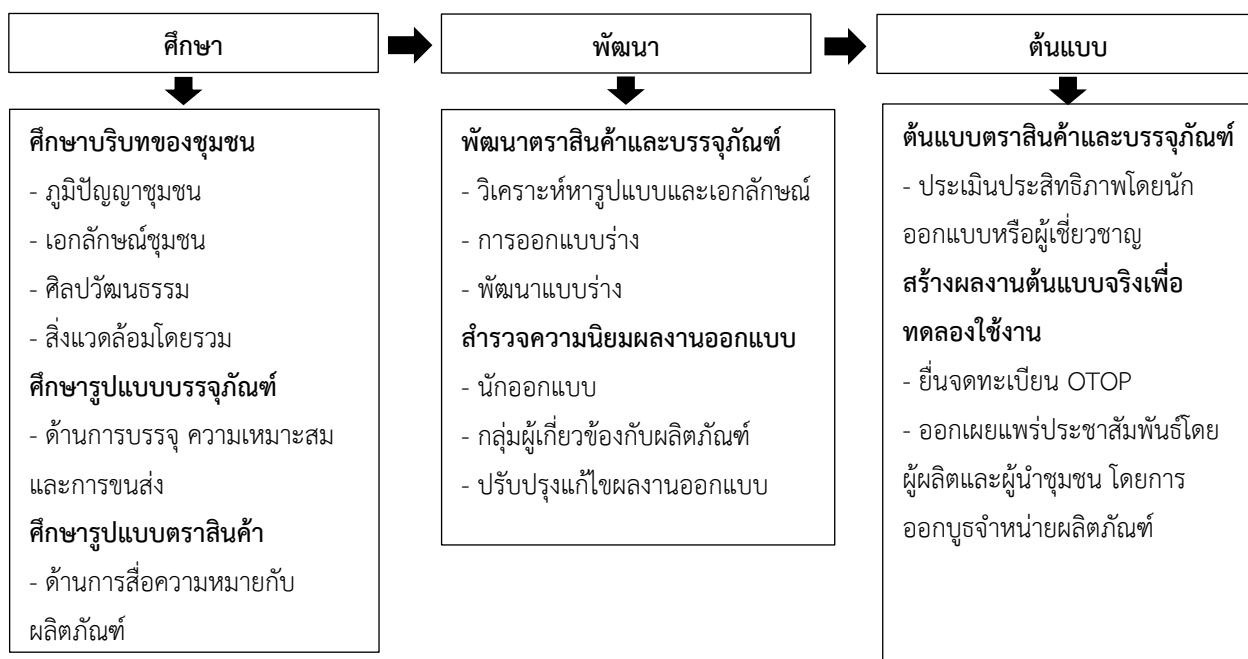 ศึกษา
พัฒนา
ต้นแบบ
ศึกษาบริบทของชุมชน
- ภูมิปัญญาชุมชน
- เอกลักษณ์ชุมชน
- ศิลปวัฒนธรรม
- สิ่งแวดล้อมโดยรวม
ศึกษารูปแบบบรรจุภัณฑ์
- ด้านการบรรจุ ความเหมาะสม
และการขนส่ง
ศึกษารูปแบบตราสินค้า
- ด้านการสื่อความหมายกับ
ผลิตภัณฑ์
พัฒนาตราสินค้าและบรรจุภัณฑ์
- วิเคราะห์หารูปแบบและเอกลักษณ์
- การออกแบบร่าง
- พัฒนาแบบร่าง
สำรวจความนิยมผลงานออกแบบ
- นักออกแบบ
- กลุ่มผู้เกี่ยวข้องกับผลิตภัณฑ์
- ปรับปรุงแก้ไขผลงานออกแบบ
ต้นแบบตราสินค้าและบรรจุภัณฑ์
- ประเมินประสิทธิภาพโดยนัก
ออกแบบหรือผู้เชี่ยวชาญ
สร้างผลงานต้นแบบจริงเพื่อ
ทดลองใช้งาน
- ยื่นจดทะเบียน OTOP
- ออกเผยแพร่ประชาสัมพันธ์โดย
ผู้ผลิตและผู้นำชุมชน โดยการ
ออกบูธจำหน่ายผลิตภัณฑ์